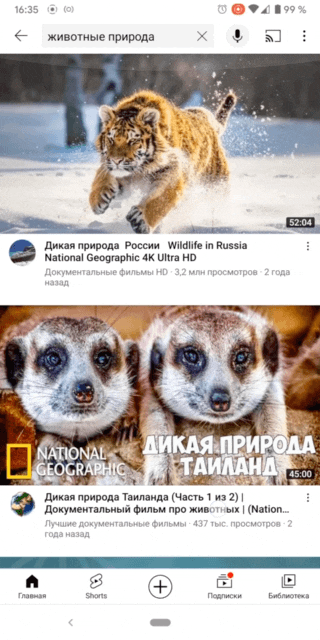 16:35
99 %
животные природа
52:04
Дикая природа России Wildlife in Russia
National Geographic 4K Ultra HD
Документальные фильмы HD · 3,2 млн просмотров · 2 года
назад
NATIONAL
GEOGRAPHIC
ДИКАЯ ПРИРОДА
ТАИЛАНД
45:00
Дикая природа Таиланда (Часть 1 из 2) |
Документальный фильм про животных | (Nation...
Лучшие документальные фильмы · 437 тыс. просмотров · 2
года назад
Главная
Shorts
Подписки
Библиотека